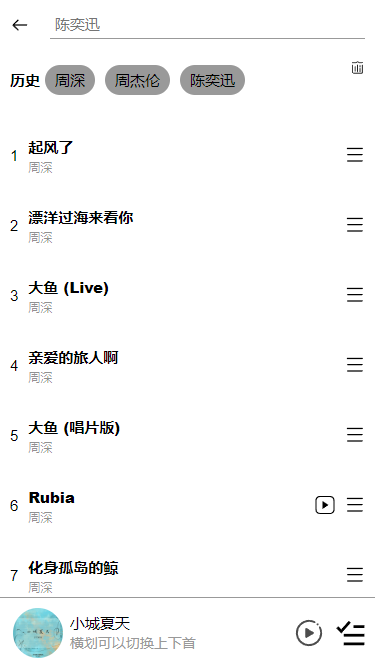 陈奕迅
历史 周深 周杰伦 陈奕迅
1 起风了
周深
2 漂洋过海来看你
周深
3 大鱼 (Live)
周深
4 亲爱的旅人啊
周深
5 大鱼 (唱片版)
周深
6 Rubia
周深
7 化身孤岛的鲸
周深
小城夏天
横划可以切换上下首